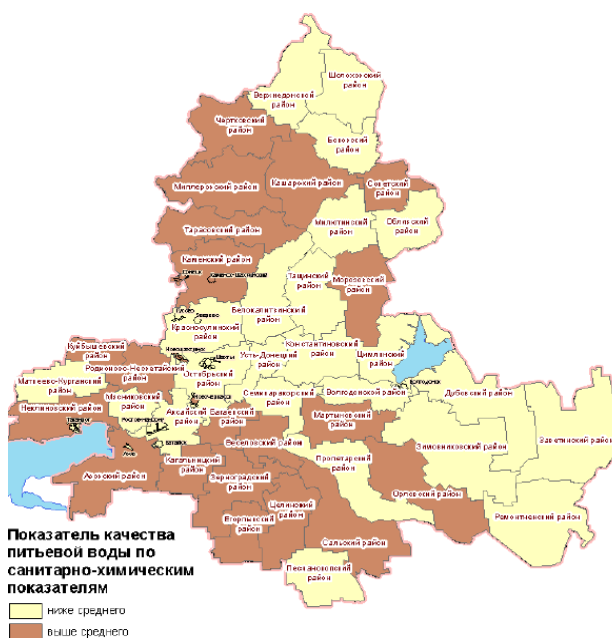 Шолоховский
район
Верхнедонской
район
Чертковский
район
Боковский
район
Миллеровский район
Кашарский район
Советский
район
Тарасовский район
Милютинский
район
Обливский
район
Каменский район
Тацинский
район
Морозовский
район
Белокалитвинский
район
Красносулинский
район
Куйбышевский
район
Родионово-Несветайский
район
Октябрьский
район
Усть-Донецкий
район
Константиновский
район
Цимлянский
район
Матвеево-Курганский
район
Мясниковский
район
Неклиновский район
Аксайский
район
Багаевский
район
Семикаракорский
район
Волгодонской район
Дубовский район
Мартыновский
район
Веселовский район
Зимовниковский район
Заветинский район
Кагальницкий
район
Пролетарский
район
Азовский район
Зерноградский
район
Орловский район
Целинский
район
Егорлыкский
район
Сальский район
Ремонтненский район
Песчанокопский
район
Показатель качества
питьевой воды по
санитарно-химическим
показателям
ниже среднего
выше среднего